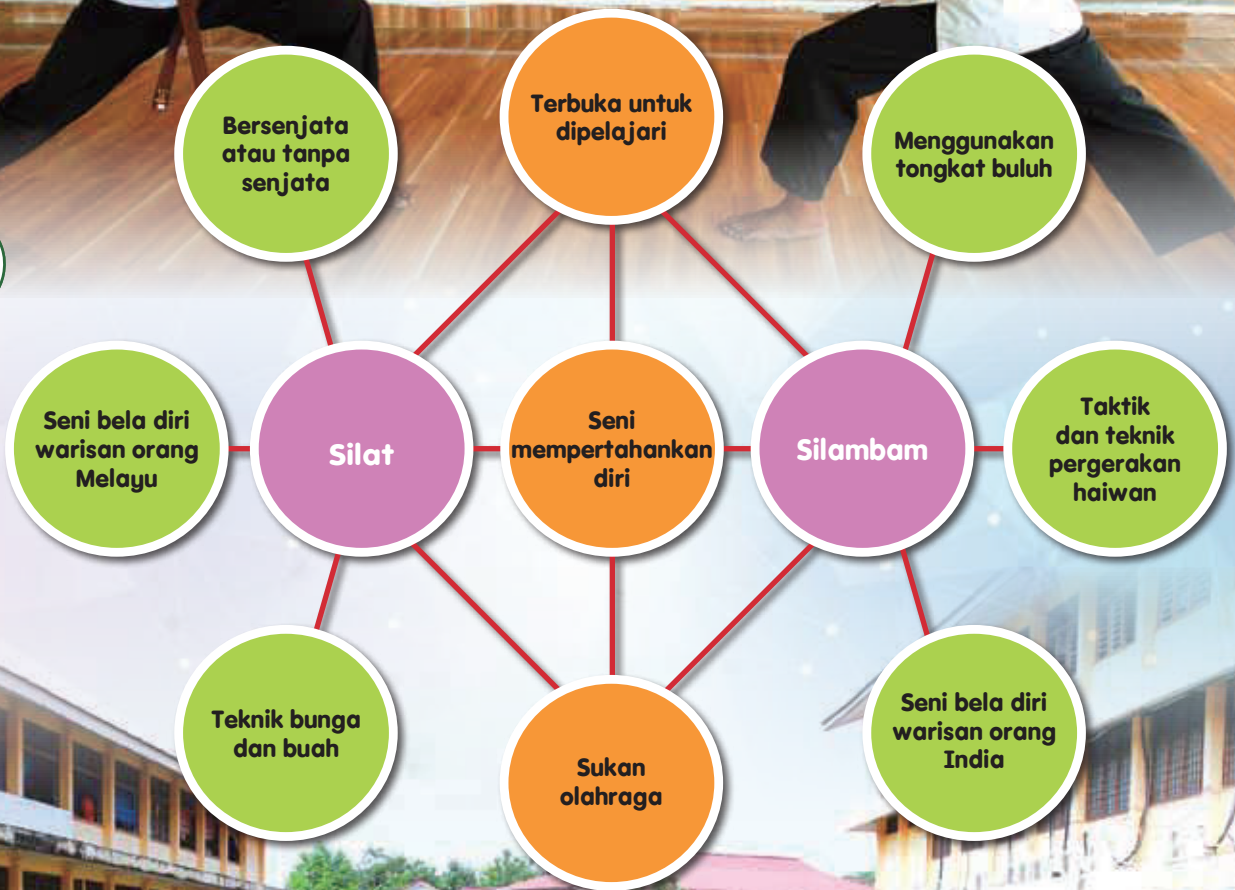 Bersenjata
atau tanpa
senjata
Terbuka untuk
dipelajari
Menggunakan
tongkat buluh
Seni bela diri
warisan orang
Melayu
Silat
Seni
mempertahankan
diri
Silambam
Taktik
dan teknik
pergerakan
haiwan
Teknik bunga
dan buah
Sukan
olahraga
Seni bela diri
warisan orang
India